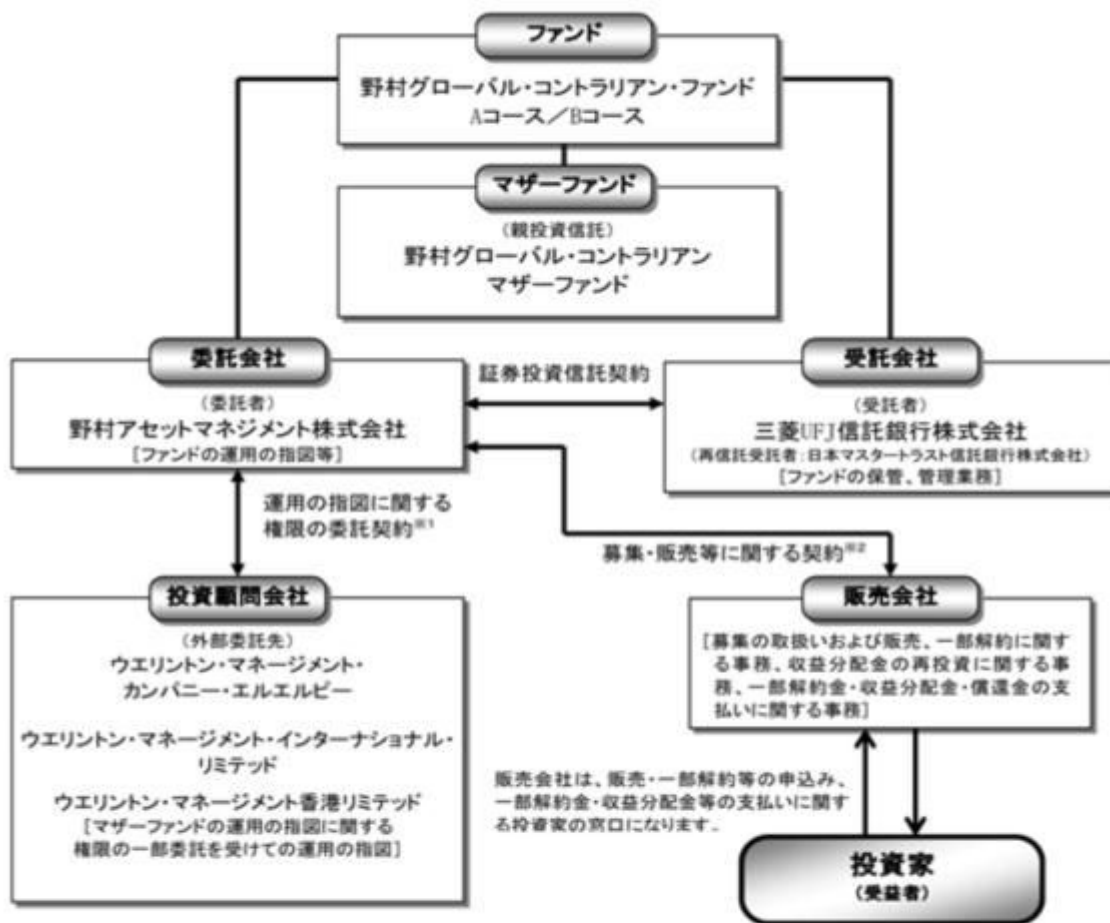 ファンド
野村グローバル・コントラリアン・ファンド
Aコース／Bコース
マザーファンド
(親投資信託)
野村グローバル・コントラリアン
マザーファンド
委託会社
(委託者)
野村アセットマネジメント株式会社
[ファンドの運用の指図等]
証券投資信託契約
受託会社
(受託者)
三菱UFJ信託銀行株式会社
(再信託受託者:日本マスタートラスト信託銀行株式会社)
[ファンドの保管、管理業務]
運用の指図に関する
権限の委託契約※1
募集・販売等に関する契約※2
投資顧問会社
(外部委託先)
ウエリントン・マネージメント・
カンパニー・エルエルピー
ウエリントン・マネージメント・インターナショナル・
リミテッド
ウエリントン・マネージメント香港リミテッド
[マザーファンドの運用の指図に関する
権限の一部委託を受けての運用の指図]
販売会社
[募集の取扱いおよび販売、一部解約に関す
る事務、収益分配金の再投資に関する事
務、一部解約金・収益分配金・償還金の支
払いに関する事務]
販売会社は、販売・一部解約等の申込み、
一部解約金・収益分配金等の支払いに関す
る投資家の窓口になります。
投資家
(受益者)